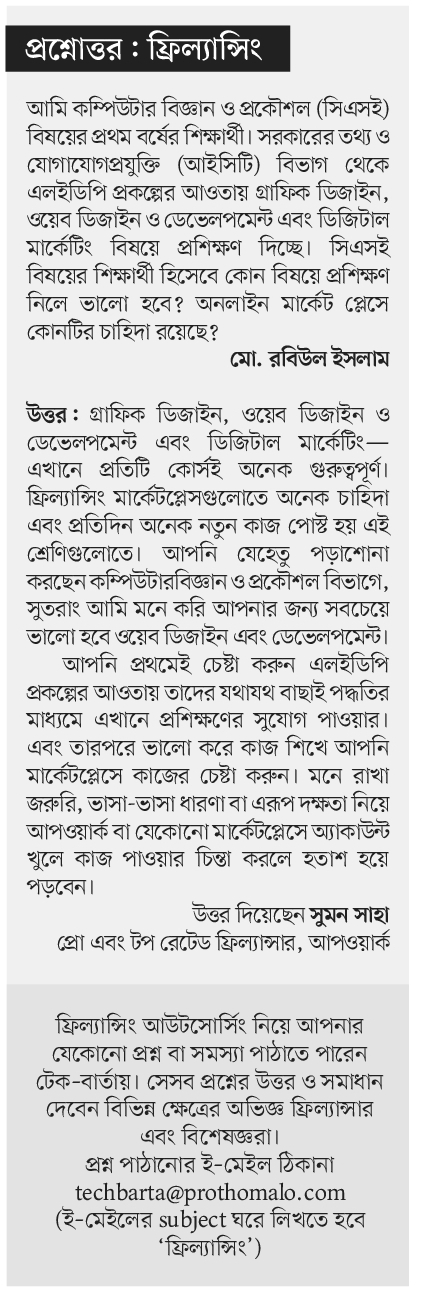 প্রশ্নোত্তর : ফ্রিল্যান্সিং
আমি কম্পিউটার বিজ্ঞান ও প্রকৌশল (সিএসই)
বিষয়ের প্রথম বর্ষের শিক্ষার্থী। সরকারের তথ্য ও
যোগাযোগপ্রযুক্তি (আইসিটি) বিভাগ থেকে
এলইডিপি প্রকল্পের আওতায় গ্রাফিক ডিজাইন,
ওয়েব ডিজাইন ও ডেভেলপমেন্ট এবং ডিজিটাল
মার্কেটিং বিষয়ে প্রশিক্ষণ দিচ্ছে। সিএসই
বিষয়ের শিক্ষার্থী হিসেবে কোন বিষয়ে প্রশিক্ষণ
নিলে ভালো হবে? অনলাইন মার্কেট প্লেসে
কোনটির চাহিদা রয়েছে?
মো. রবিউল ইসলাম
উত্তর : গ্রাফিক ডিজাইন, ওয়েব ডিজাইন ও
ডেভেলপমেন্ট এবং ডিজিটাল মার্কেটিং—
এখানে প্রতিটি কোর্সই অনেক গুরুত্বপূর্ণ।
ফ্রিল্যান্সিং মার্কেটপ্লেসগুলোতে অনেক চাহিদা
এবং প্রতিদিন অনেক নতুন কাজ পোস্ট হয় এই
শ্রেণিগুলোতে। আপনি যেহেতু পড়াশোনা
করছেন কম্পিউটারবিজ্ঞান ও প্রকৌশল বিভাগে,
সুতরাং আমি মনে করি আপনার জন্য সবচেয়ে
ভালো হবে ওয়েব ডিজাইন এবং ডেভেলপমেন্ট।
আপনি প্রথমেই চেষ্টা করুন এলইডিপি
প্রকল্পের আওতায় তাদের যথাযথ বাছাই পদ্ধতির
মাধ্যমে এখানে প্রশিক্ষণের সুযোগ পাওয়ার।
এবং তারপরে ভালো করে কাজ শিখে আপনি
মার্কেটপ্লেসে কাজের চেষ্টা করুন। মনে রাখা
জরুরি, ভাসা-ভাসা ধারণা বা এরূপ দক্ষতা নিয়ে
আপওয়ার্ক বা যেকোনো মার্কেটপ্লেসে অ্যাকাউন্ট
খুলে কাজ পাওয়ার চিন্তা করলে হতাশ হয়ে
পড়বেন।
উত্তর দিয়েছেন সুমন সাহা
প্রো এবং টপ রেটেড ফ্রিল্যান্সার, আপওয়ার্ক
ফ্রিল্যান্সিং আউটসোর্সিং নিয়ে আপনার
যেকোনো প্রশ্ন বা সমস্যা পাঠাতে পারেন
টেক-বার্তায়। সেসব প্রশ্নের উত্তর ও সমাধান
দেবেন বিভিন্ন ক্ষেত্রের অভিজ্ঞ ফ্রিল্যান্সার
এবং বিশেষজ্ঞরা।
প্রশ্ন পাঠানোর ই-মেইল ঠিকানা
techbarta@prothomalo.com
(ই-মেইলের subject ঘরে লিখতে হবে
‘ফ্রিল্যান্সিং’)